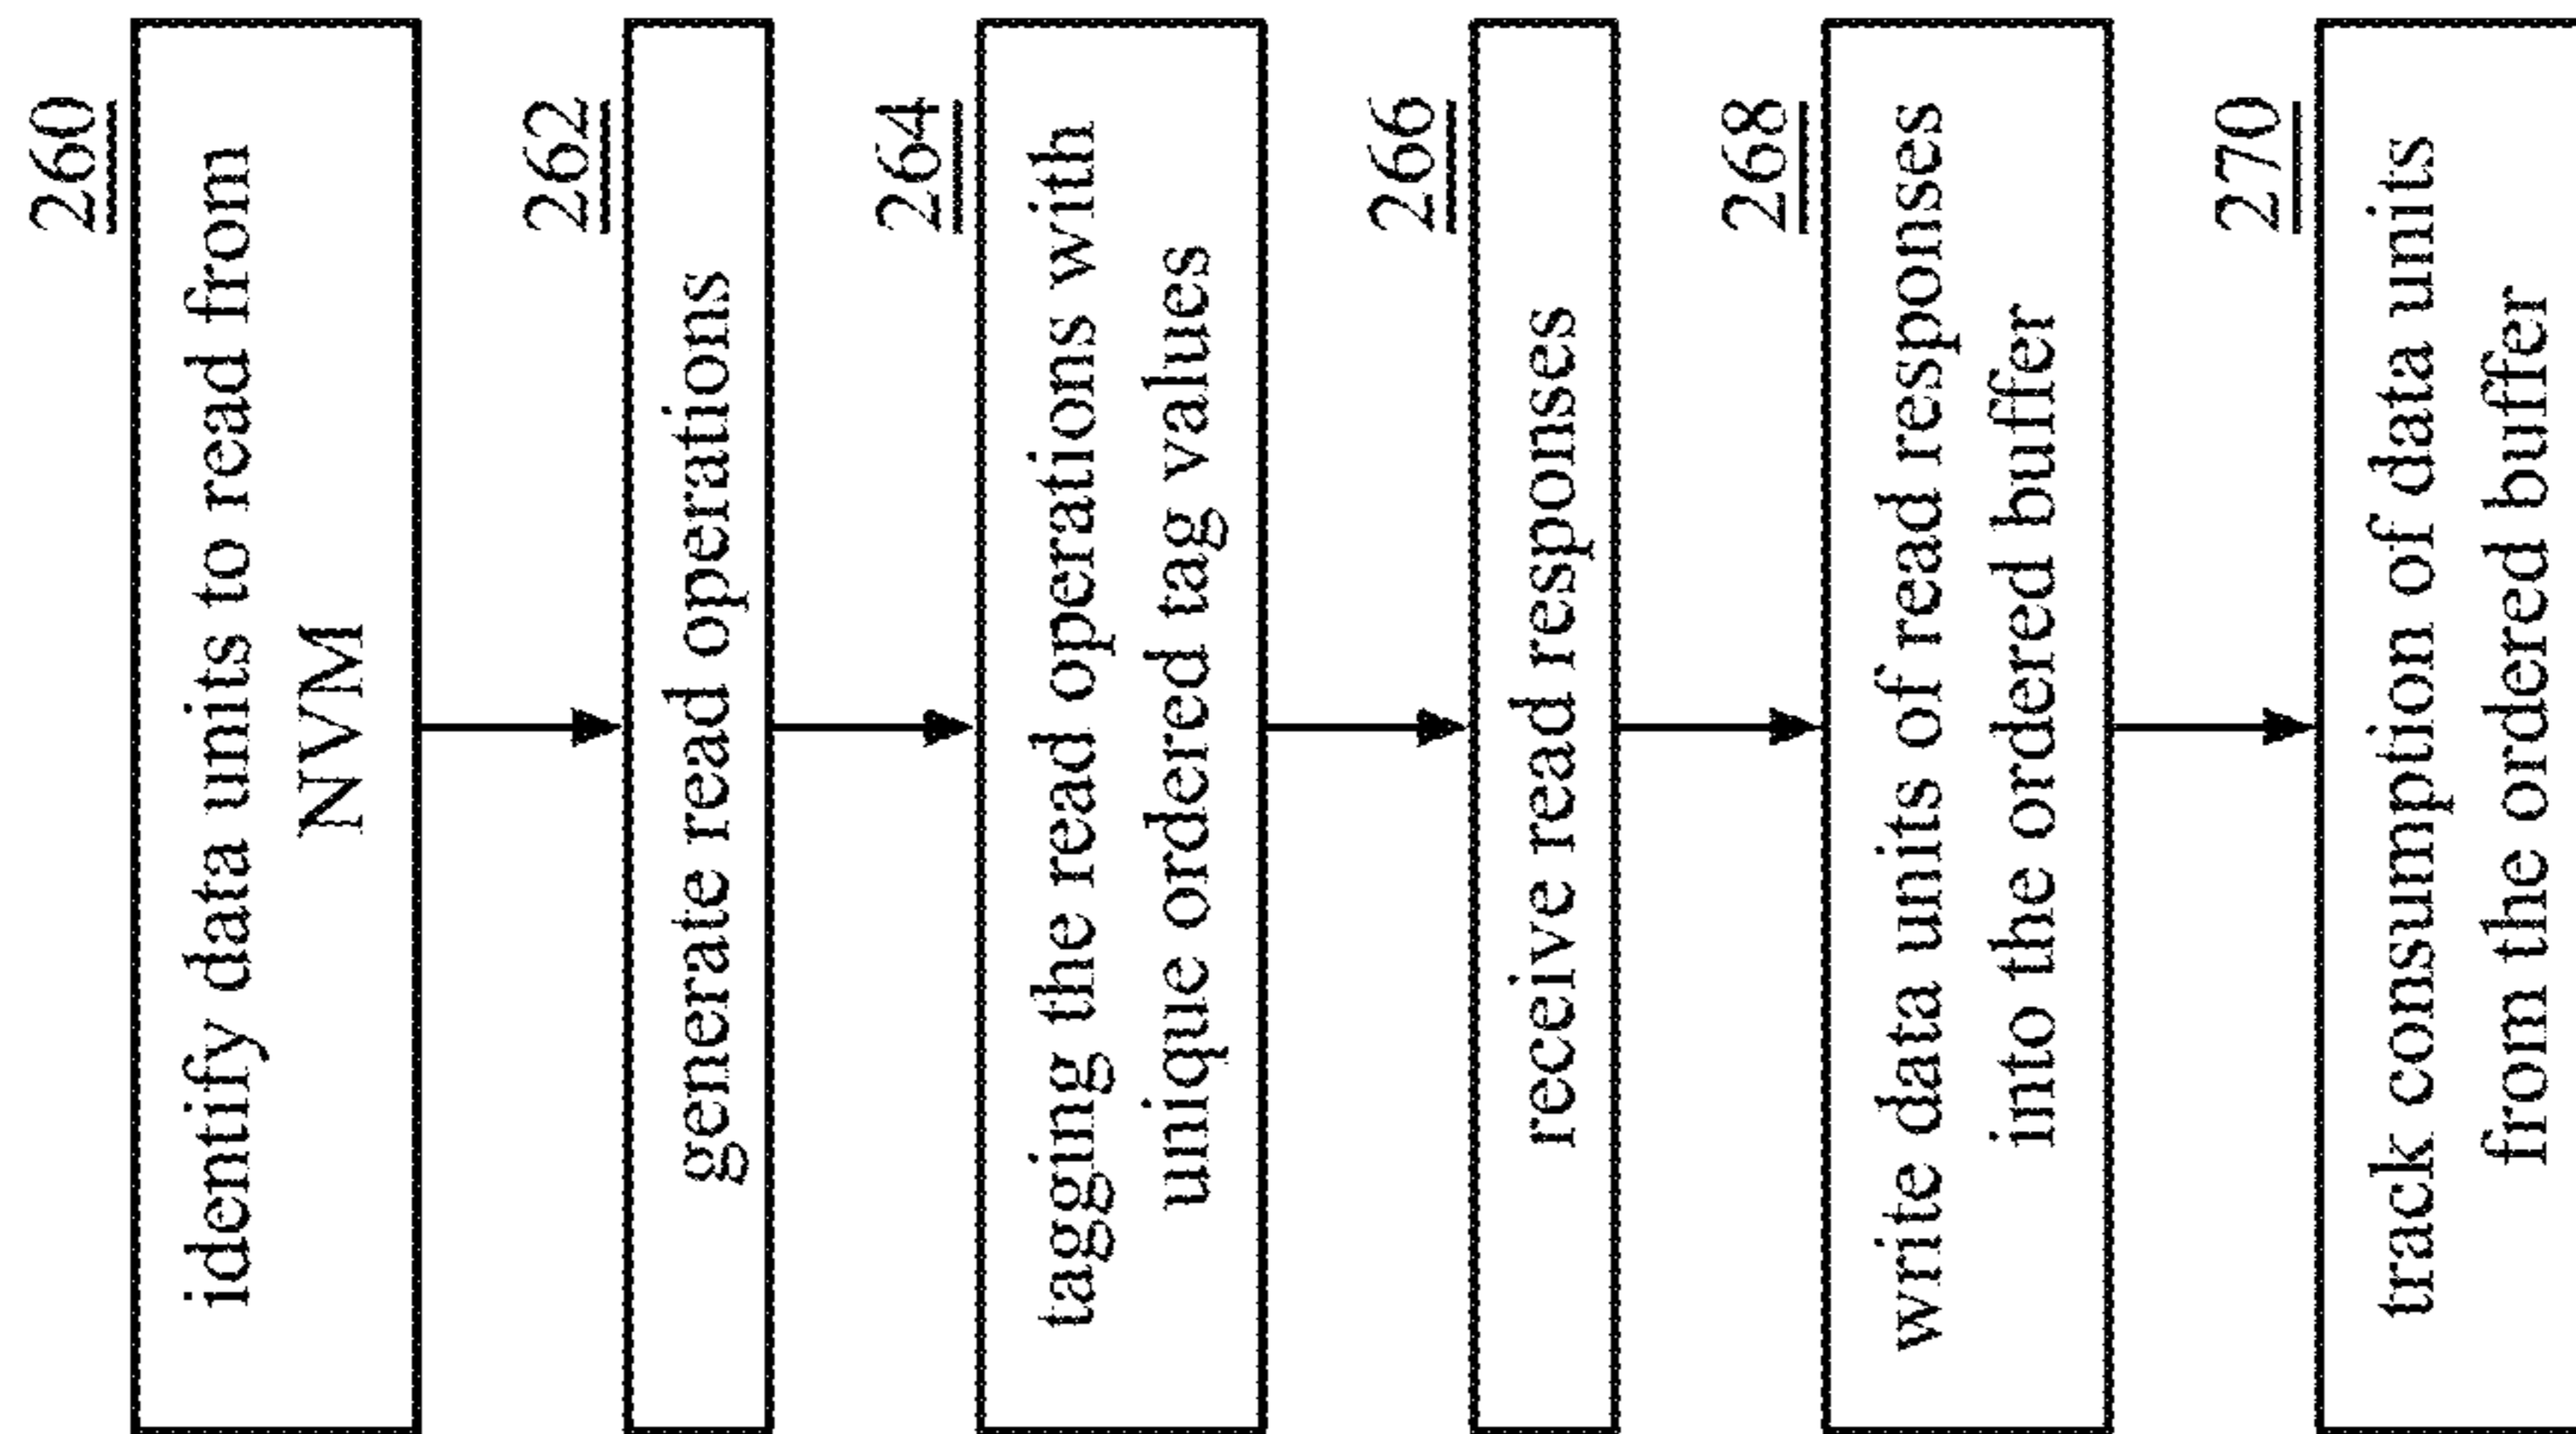 260
identify data units to read from
NVM
262
generate read operations
264
tagging the read operations with
unique ordered tag values
266
receive read responses
268
write data units of read responses
into the ordered buffer
270
track consumption of data units
from the ordered buffer